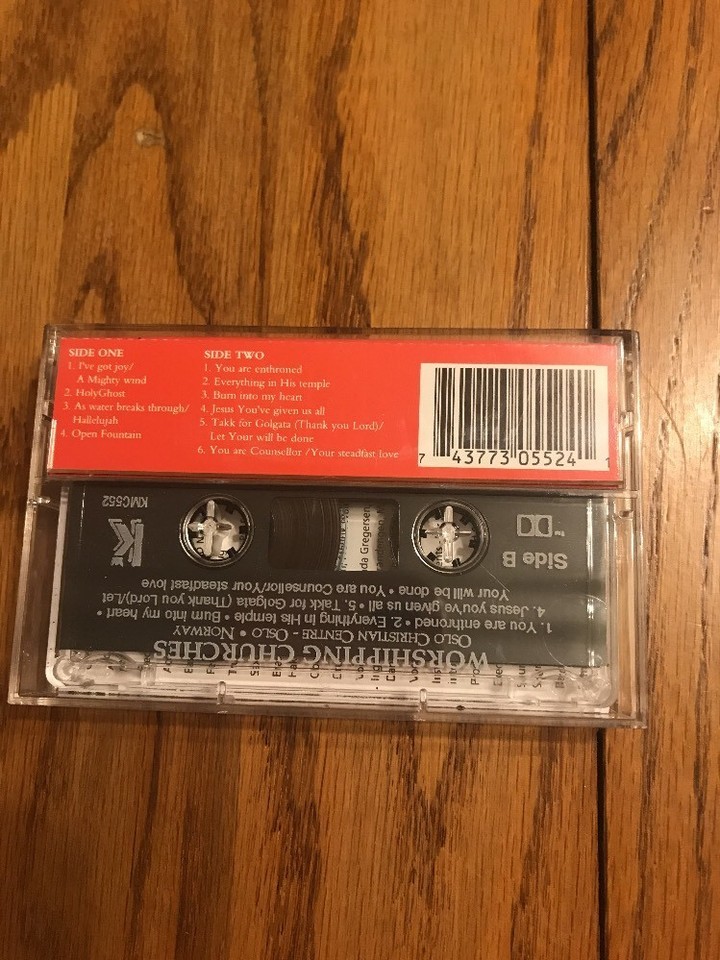 SIDE ONE
1. I've got joy/
A Mighty wind
2. HolyGhost
3. As water breaks through/
Hallelujah
4. Open Fountain
SIDE TWO
1. You are enthroned
2. Everything in His temple
3. Burn into my heart
4. Jesus You've given us all
5. Takk for Golgata (Thank you Lord)/
Let Your will be done
6. You are Counsellor /Your steadfast love
7 43773 05524 1
WORSHIPPING CHURCHES
OSLO CHRISTIAN CENTRE - OSLO • NORWAY
1. You are enthroned • 2. Everything in His temple • Burn into my heart •
4. Jesus you've given us all • 5. Takk for Golgata (Thank you Lord)/Let
Your will be done • You are Counsellor/Your steadfast love
Side B
K
KMC552
da Gregersen